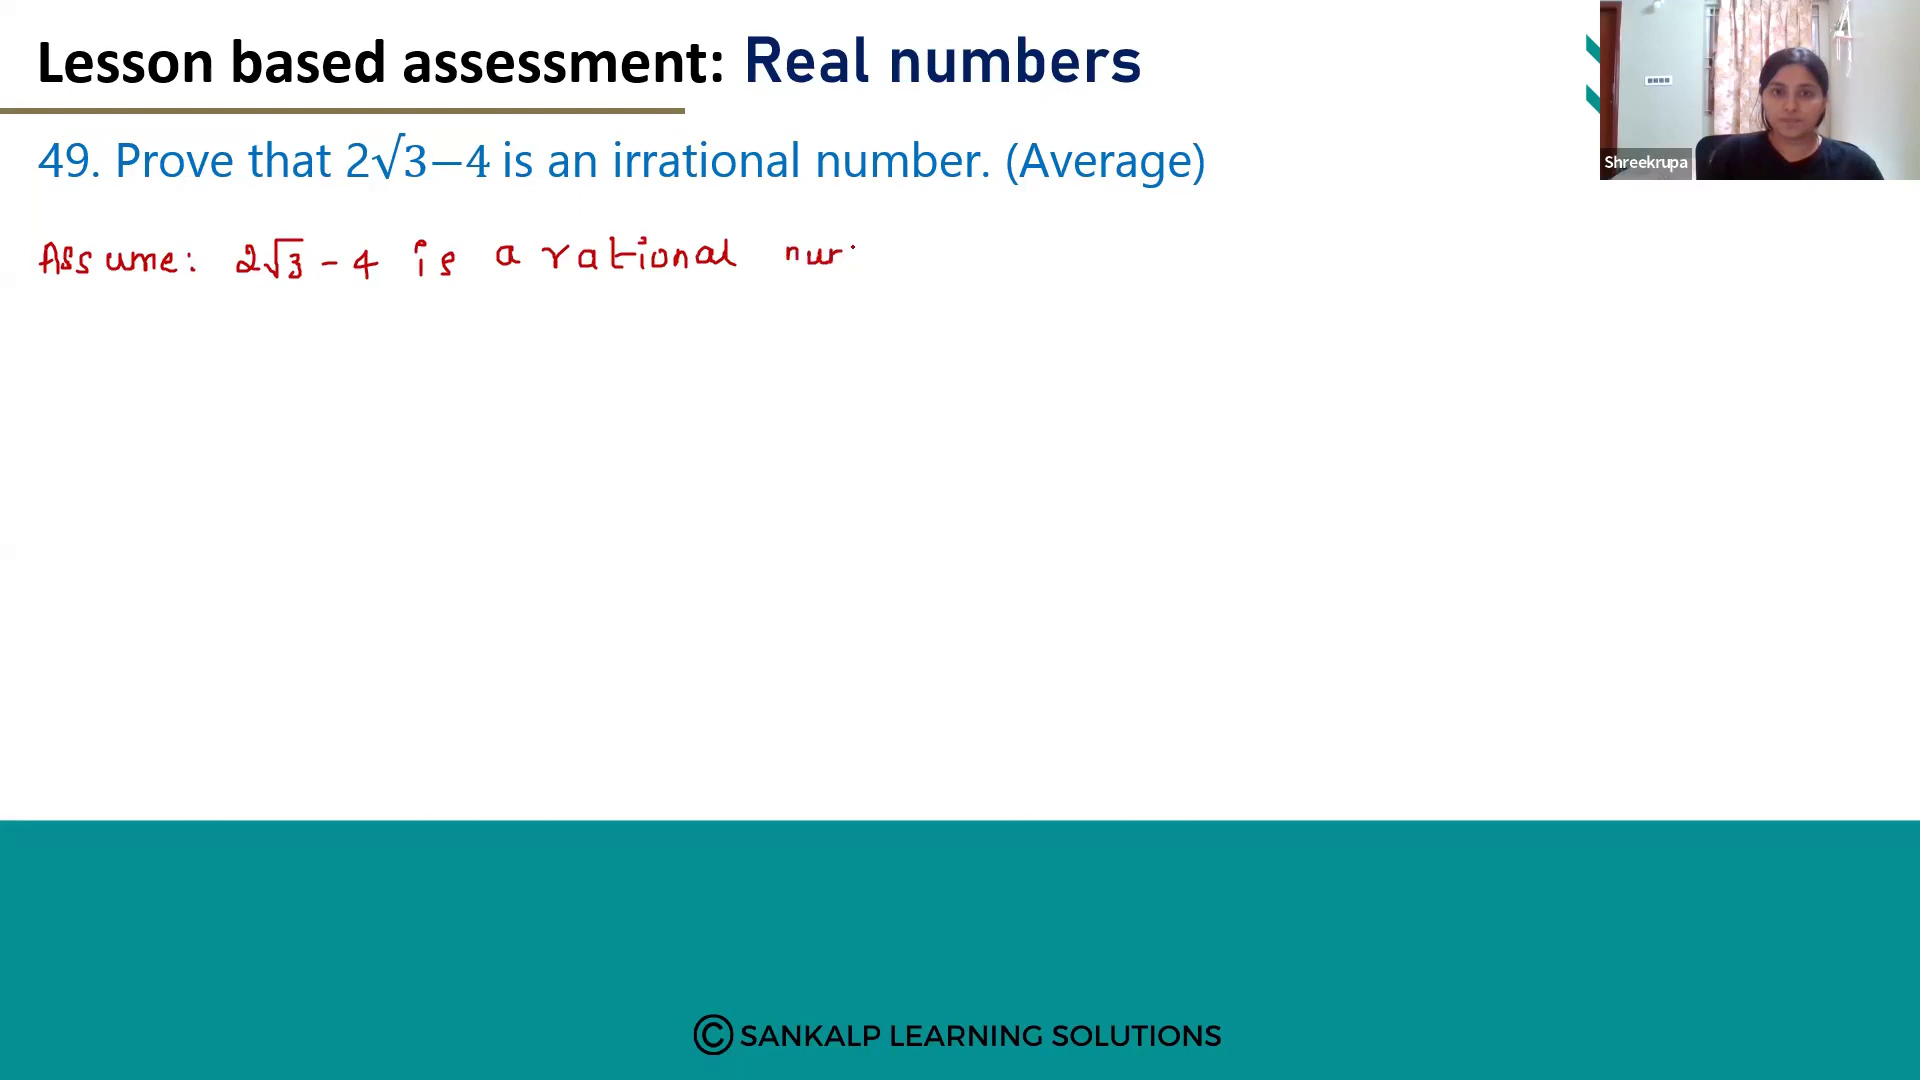 Lesson based assessment: Real numbers
49. Prove that 2√3−4 is an irrational number. (Average)
Assume: 2√3 - 4 is a rational nur
Shreekrupa
© SANKALP LEARNING SOLUTIONS